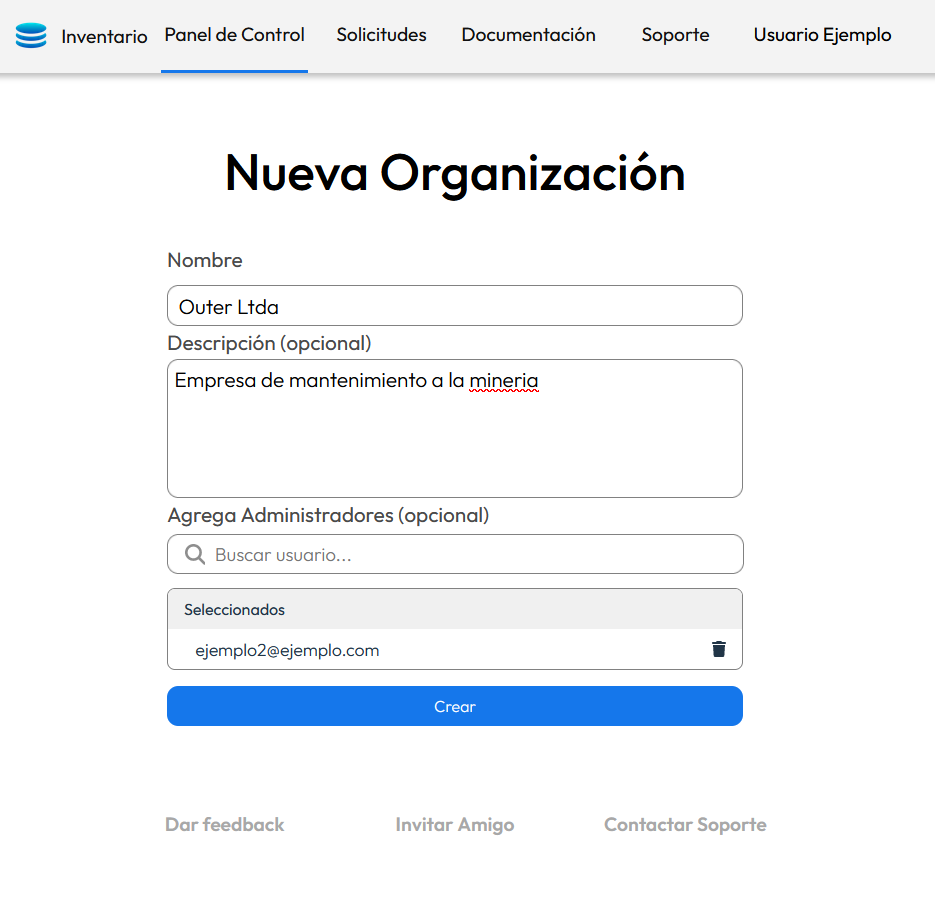 Inventario Panel de Control Solicitudes Documentación Soporte Usuario Ejemplo
Nueva Organización
Nombre
Outer Ltda
Descripción (opcional)
Empresa de mantenimiento a la mineria
Agrega Administradores (opcional)
Buscar usuario...
Seleccionados
ejemplo2@ejemplo.com
Crear
Dar feedback Invitar Amigo Contactar Soporte